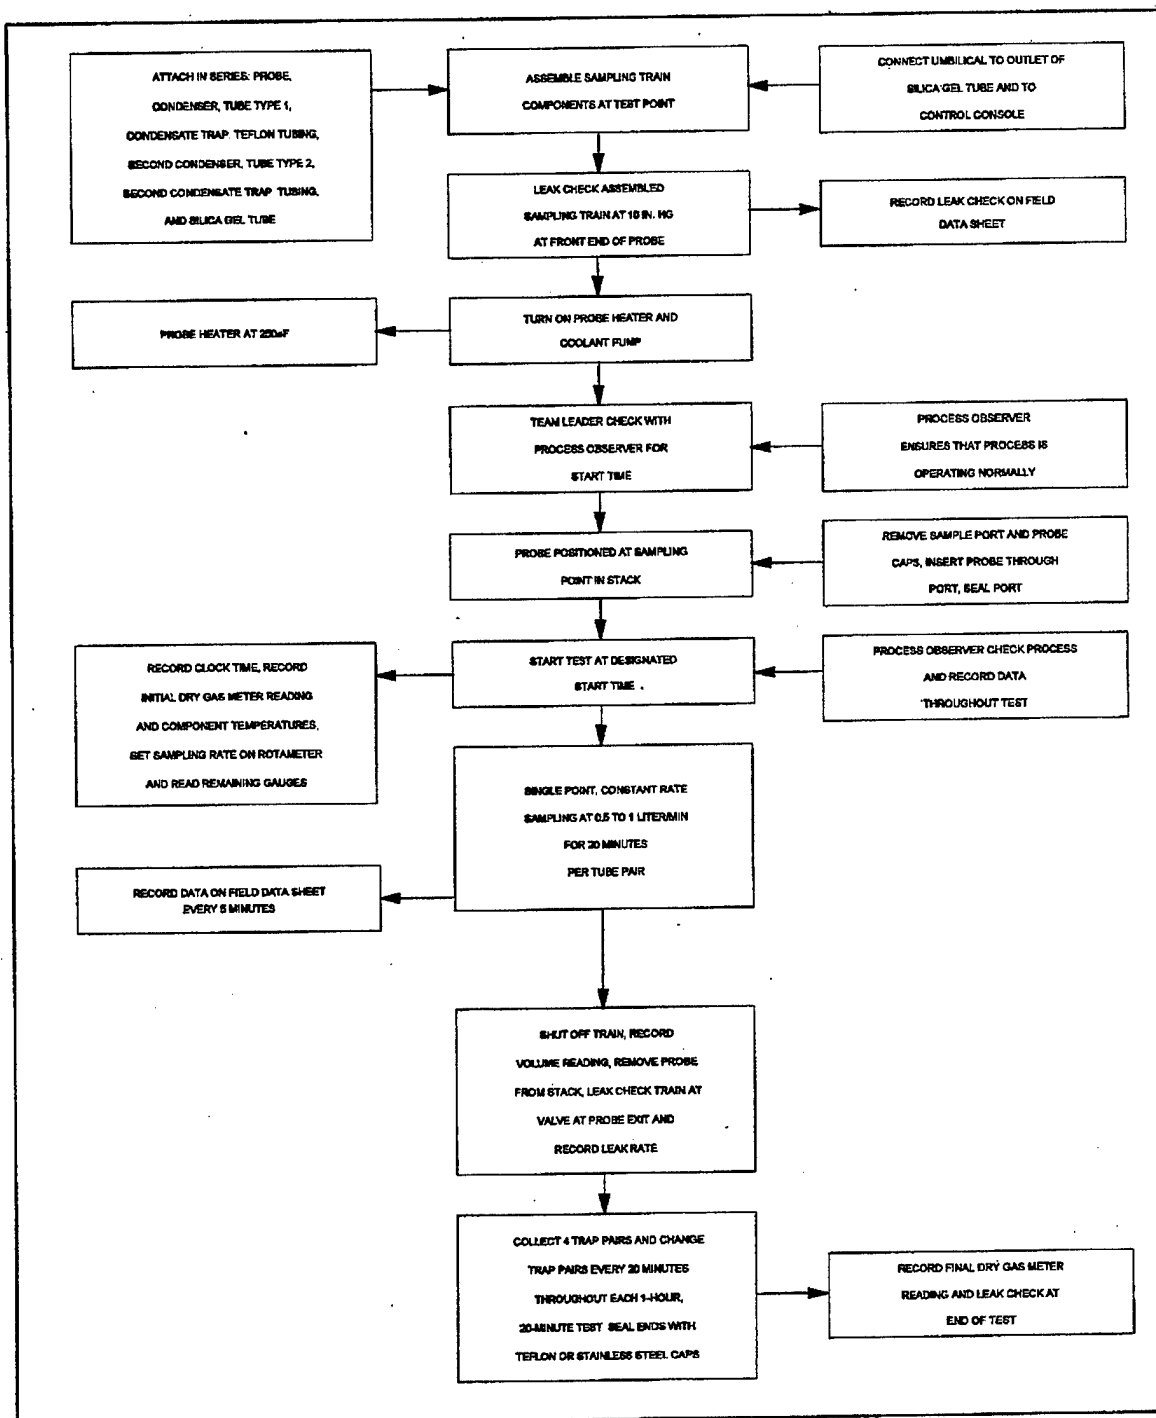 ATTACH IN SERIES: PROBE,
CONDENSER, TUBE TYPE 1,
CONDENSATE TRAP, TEFLON TUBING,
SECOND CONDENSER, TUBE TYPE 2,
SECOND CONDENSATE TRAP TUBING,
AND SILICA GEL TUBE
ASSEMBLE SAMPLING TRAIN
COMPONENTS AT TEST POINT
CONNECT UMBILICAL TO OUTLET OF
SILICA GEL TUBE AND TO
CONTROL CONSOLE
LEAK CHECK ASSEMBLED
SAMPLING TRAIN AT 10 IN. HG
AT FRONT END OF PROBE
RECORD LEAK CHECK ON FIELD
DATA SHEET
TURN ON PROBE HEATER AND
COOLANT PUMP
PROBE HEATER AT
TEAM LEADER CHECK WITH
PROCESS OBSERVER FOR
START TIME
PROCESS OBSERVER
ENSURES THAT PROCESS IS
OPERATING NORMALLY
PROBE POSITIONED AT SAMPLING
POINT IN STACK
REMOVE SAMPLE PORT AND PROBE
CAPS, INSERT PROBE THROUGH
PORT, SEAL PORT
START TEST AT DESIGNATED
START TIME .
PROCESS OBSERVER CHECK PROCESS
AND RECORD DATA
THROUGHOUT TEST
RECORD CLOCK TIME, RECORD
INITIAL DRY GAS METER READING
AND COMPONENT TEMPERATURES,
SET SAMPLING RATE ON ROTAMETER
AND READ REMAINING GAUGES
SINGLE POINT, CONSTANT RATE
SAMPLING AT 0.5 TO 1 LITER/MIN
FOR 20 MINUTES
PER TUBE PAIR
RECORD DATA ON FIELD DATA SHEET
EVERY 5 MINUTES
SHUT OFF TRAIN, RECORD
VOLUME READING, REMOVE PROBE
FROM STACK, LEAK CHECK TRAIN AT
VALVE AT PROBE EXIT AND
RECORD LEAK RATE
COLLECT 4 TRAP PAIRS AND CHANGE
TRAP PAIRS EVERY 20 MINUTES
THROUGHOUT EACH 1-HOUR,
20-MINUTE TEST SEAL ENDS WITH
TEFLON OR STAINLESS STEEL CAPS
RECORD FINAL DRY GAS METER
READING AND LEAK CHECK AT
END OF TEST